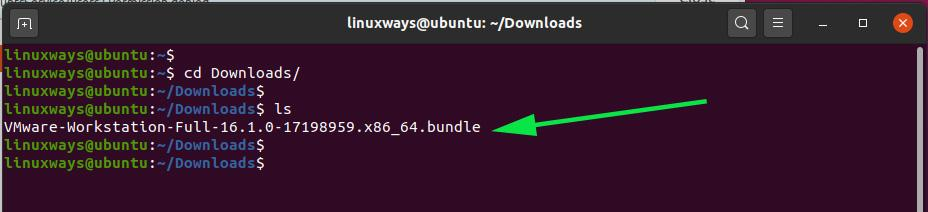 linuxways@ubuntu: ~/Downloads
linuxways@ubuntu:~$
linuxways@ubuntu:~$ cd Downloads/
linuxways@ubuntu:~/Downloads$
linuxways@ubuntu:~/Downloads$ ls
VMware-Workstation-Full-16.1.0-17198959.x86_64.bundle
linuxways@ubuntu:~/Downloads$
linuxways@ubuntu:~/Downloads$